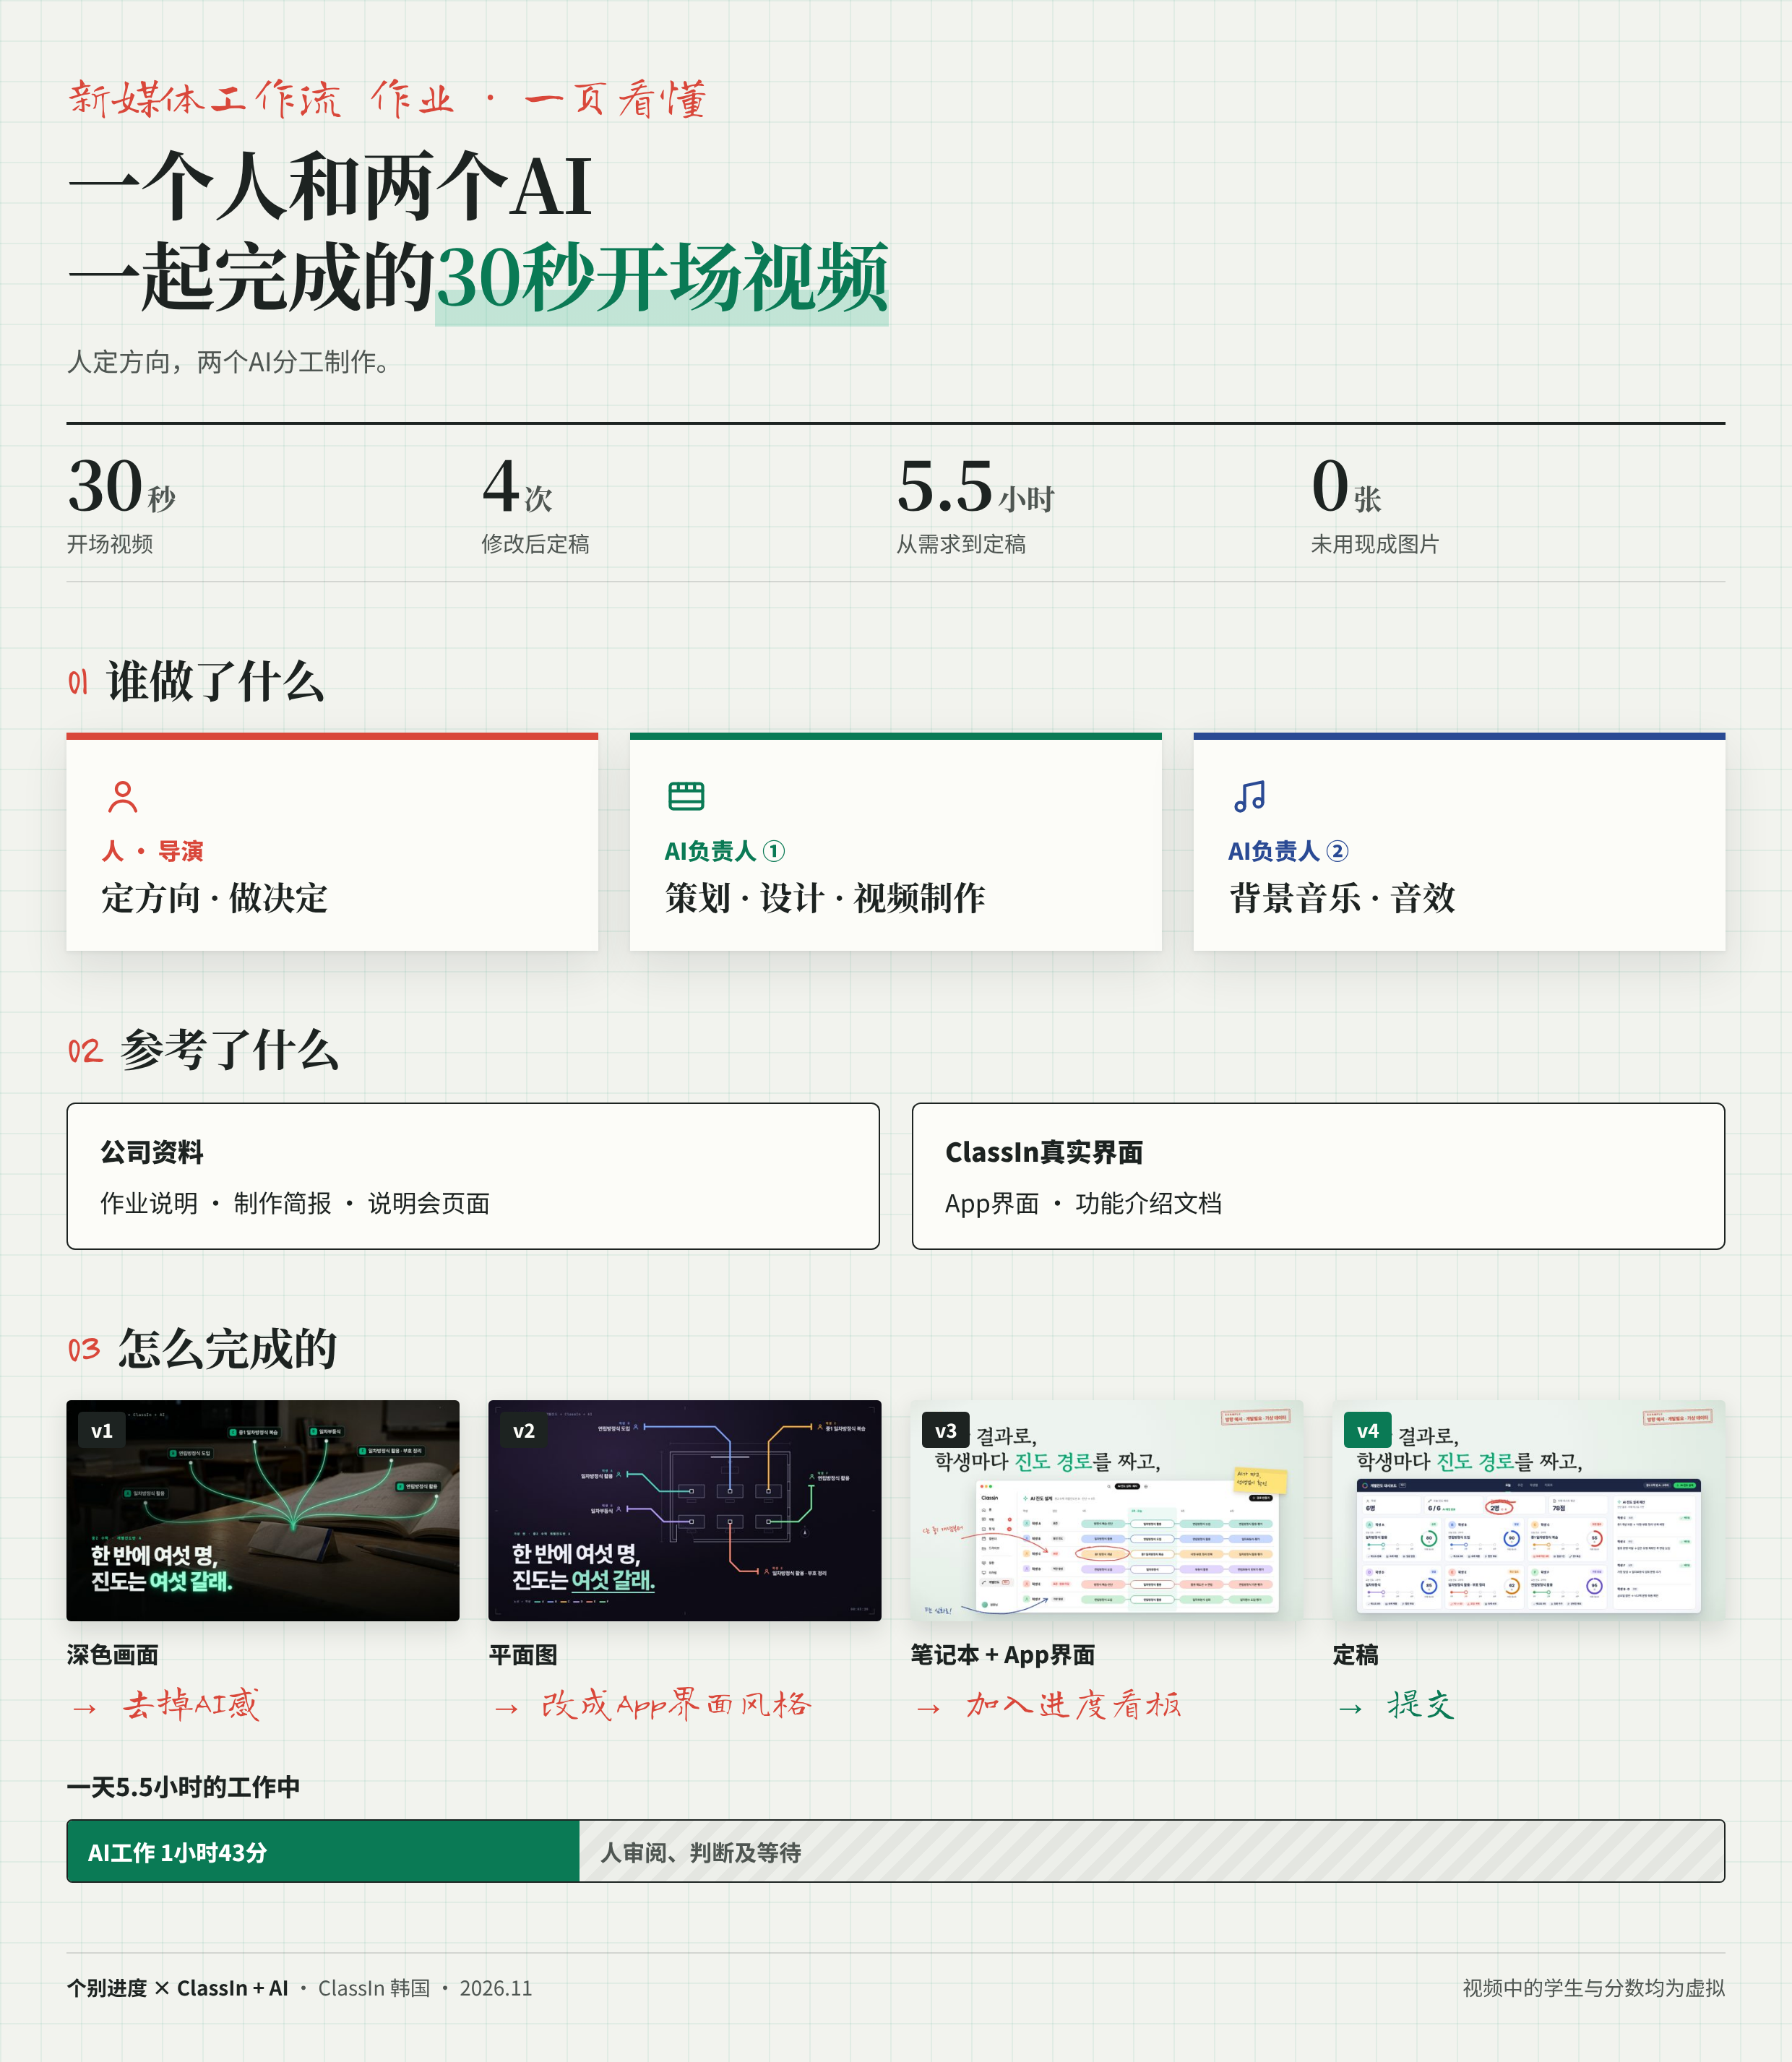 新媒体工作流 作业 · 一页看懂
一个人和两个AI
一起完成的30秒开场视频
人定方向，两个AI分工制作。
30秒
开场视频
4次
修改后定稿
5.5小时
从需求到定稿
0张
未用现成图片
01 谁做了什么
人 · 导演
定方向 · 做决定
AI负责人 ①
策划 · 设计 · 视频制作
AI负责人 ②
背景音乐 · 音效
02 参考了什么
公司资料
作业说明 · 制作简报 · 说明会页面
ClassIn真实界面
App界面 · 功能介绍文档
03 怎么完成的
v1
한 반에 여섯 명,
진도는 여섯 갈래.
v2
한 반에 여섯 명,
진도는 여섯 갈래.
v3
결과로,
학생마다 진도 경로를 짜고,
ClassIn
AI 진도 설계
v4
결과로,
학생마다 진도 경로를 짜고,
6명
6 / 6
2명
76점
深色画面
→ 去掉AI感
平面图
→ 改成App界面风格
笔记本 + App界面
→ 加入进度看板
定稿
→ 提交
一天5.5小时的工作中
AI工作 1小时43分
人审阅、判断及等待
个别进度 × ClassIn + AI · ClassIn 韩国 · 2026.11
视频中的学生与分数均为虚拟